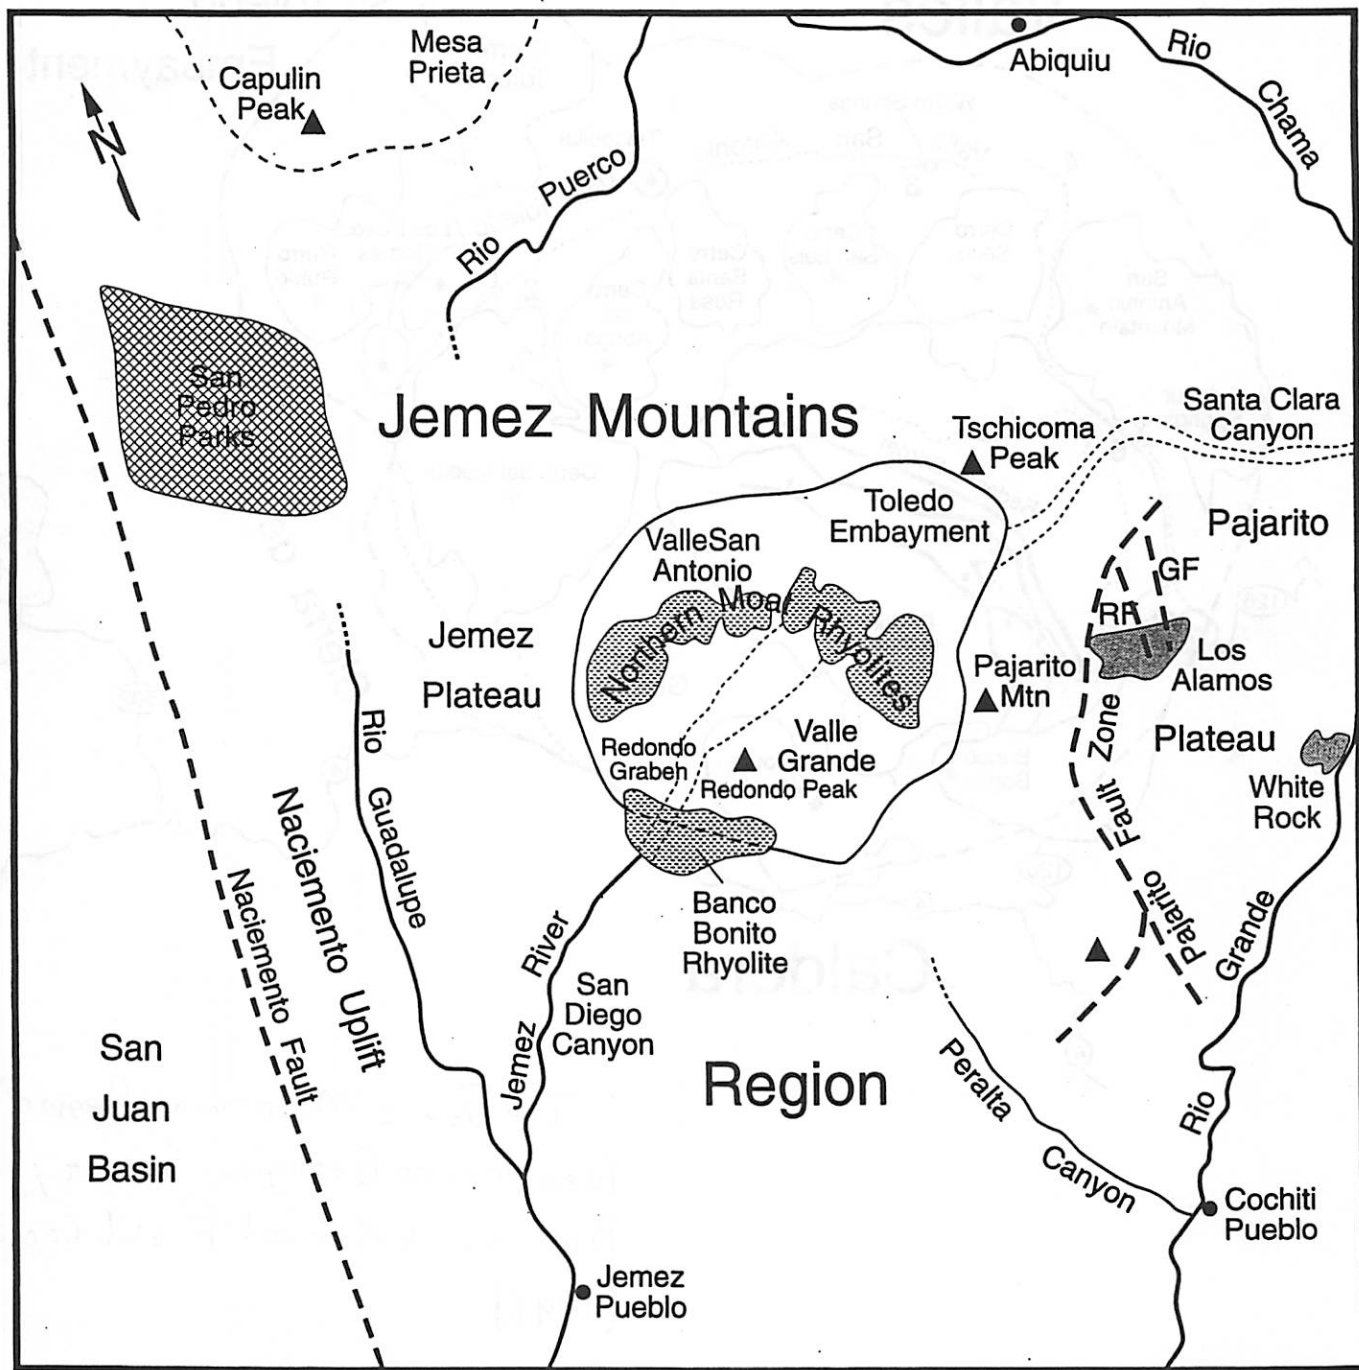 Mesa
Prieta
Capulin
Peak
N
Abiquiu
Rio
Chama
Rio Puerco
San
Pedro
Parks
Jemez Mountains
Tschicoma
Peak
Santa Clara
Canyon
Toledo
Embayment
Pajarito
ValleSan
Antonio
Northern Moat Rhyolites
GF
RF
Los
Alamos
Jemez
Plateau
Pajarito
Mtn
Plateau
Valle
Grande
Redondo
Graben
Redondo Peak
White
Rock
Rio Guadalupe
Naciemento Uplift
Naciemento Fault
Pajarito Fault Zone
Banco
Bonito
Rhyolite
Jemez River
San
Diego
Canyon
Region
Rio Grande
San
Juan
Basin
Peralta
Canyon
Cochiti
Pueblo
Jemez
Pueblo